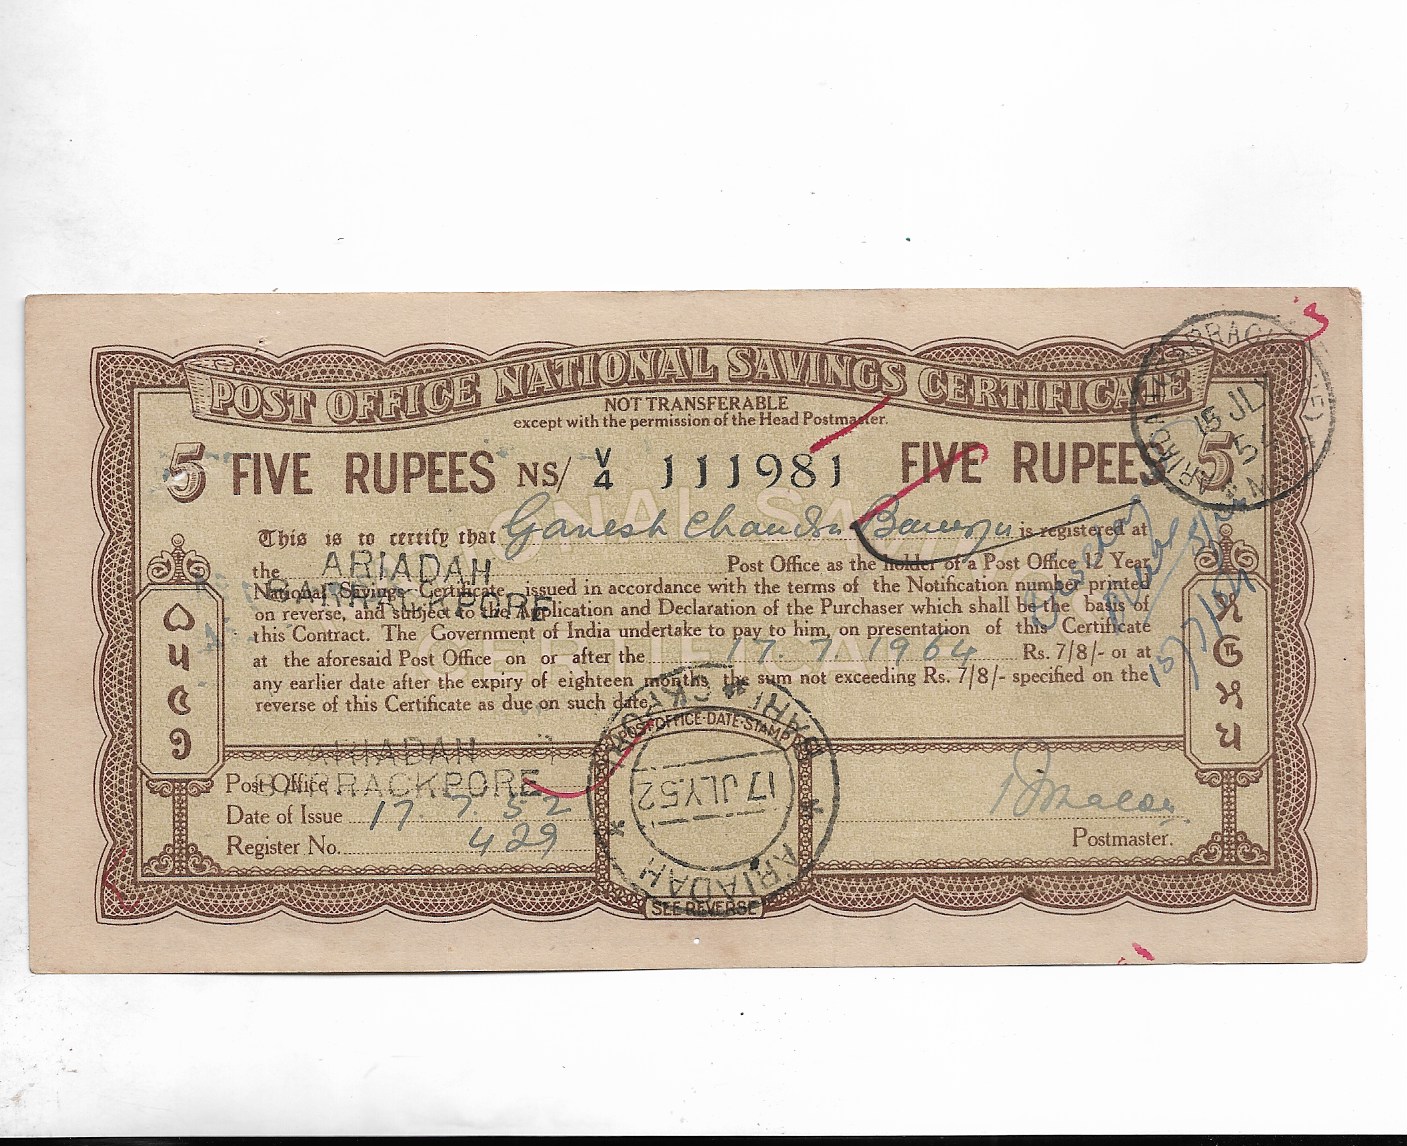 POST OFFICE NATIONAL SAVINGS CERTIFICATE
NOT TRANSFERABLE
except with the permission of the Head Postmaster.
5 FIVE RUPEES NS/ V/4 111981 FIVE RUPEES 5
This is to certify that Ganesh Chandra Banerjee is registered at
the ARIADAH BARRACKPORE Post Office as the holder of a Post Office 12 Year
National Savings Certificate, issued in accordance with the terms of the Notification number printed
on reverse, and subject to the Application and Declaration of the Purchaser which shall be the basis of
this Contract. The Government of India undertake to pay to him, on presentation of this Certificate
at the aforesaid Post Office on or after the 17.7.1964 Rs. 7/8/- or at
any earlier date after the expiry of eighteen months, the sum not exceeding Rs. 7/8/- specified on the
reverse of this Certificate as due on such date.
Post Office ARIADAH BARRACKPORE
Date of Issue 17.7.52
Register No. 429
POST-OFFICE-DATE-STAMP
ARIADAH
BARRACKPORE
17 JLY 52
Postmaster.
SEE REVERSE